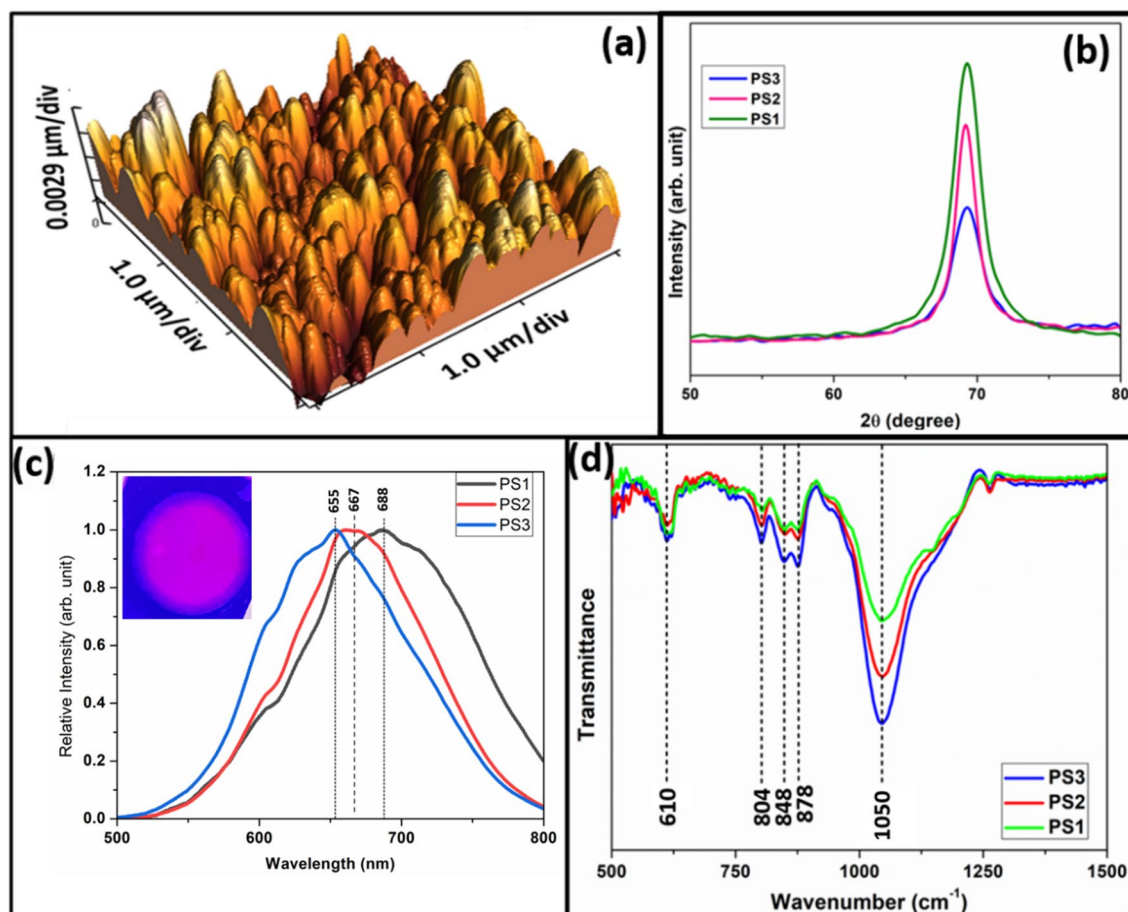 (a)
0.0029 µm/div
0
1.0 µm/div
1.0 µm/div
(b)
PS3
PS2
PS1
Intensity (arb. unit)
50 60 70 80
2θ (degree)
(c)
1.2
1.0
0.8
0.6
0.4
0.2
0.0
655 667 688
PS1
PS2
PS3
Relative Intensity (arb. unit)
500 600 700 800
Wavelength (nm)
(d)
Transmittance
610 804 848 878 1050
PS3
PS2
PS1
500 750 1000 1250 1500
Wavenumber (cm⁻¹)